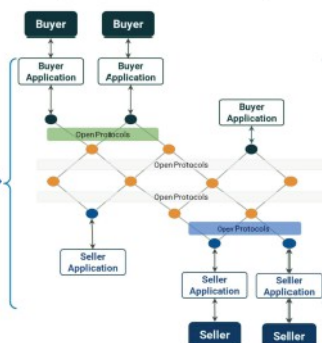 Buyer
Buyer
Buyer
Application
Buyer
Application
Buyer
Application
Open Protocols
Open Protocols
Open Protocols
Open Protocols
Seller
Application
Seller
Application
Seller
Application
Seller
Seller